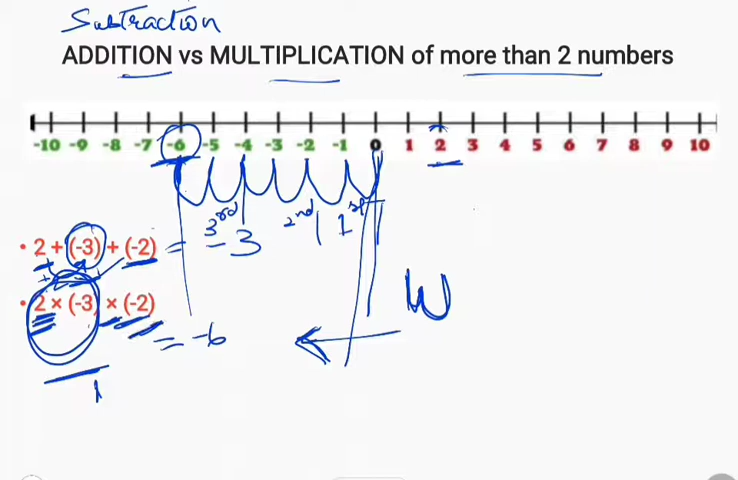 Subtraction
ADDITION vs MULTIPLICATION of more than 2 numbers
-10 -9 -8 -7 -6 -5 -4 -3 -2 -1 0 1 2 3 4 5 6 7 8 9 10
3rd 2nd 1st
• 2 + (-3) + (-2) = -3
• 2 × (-3) × (-2)
= -6
W